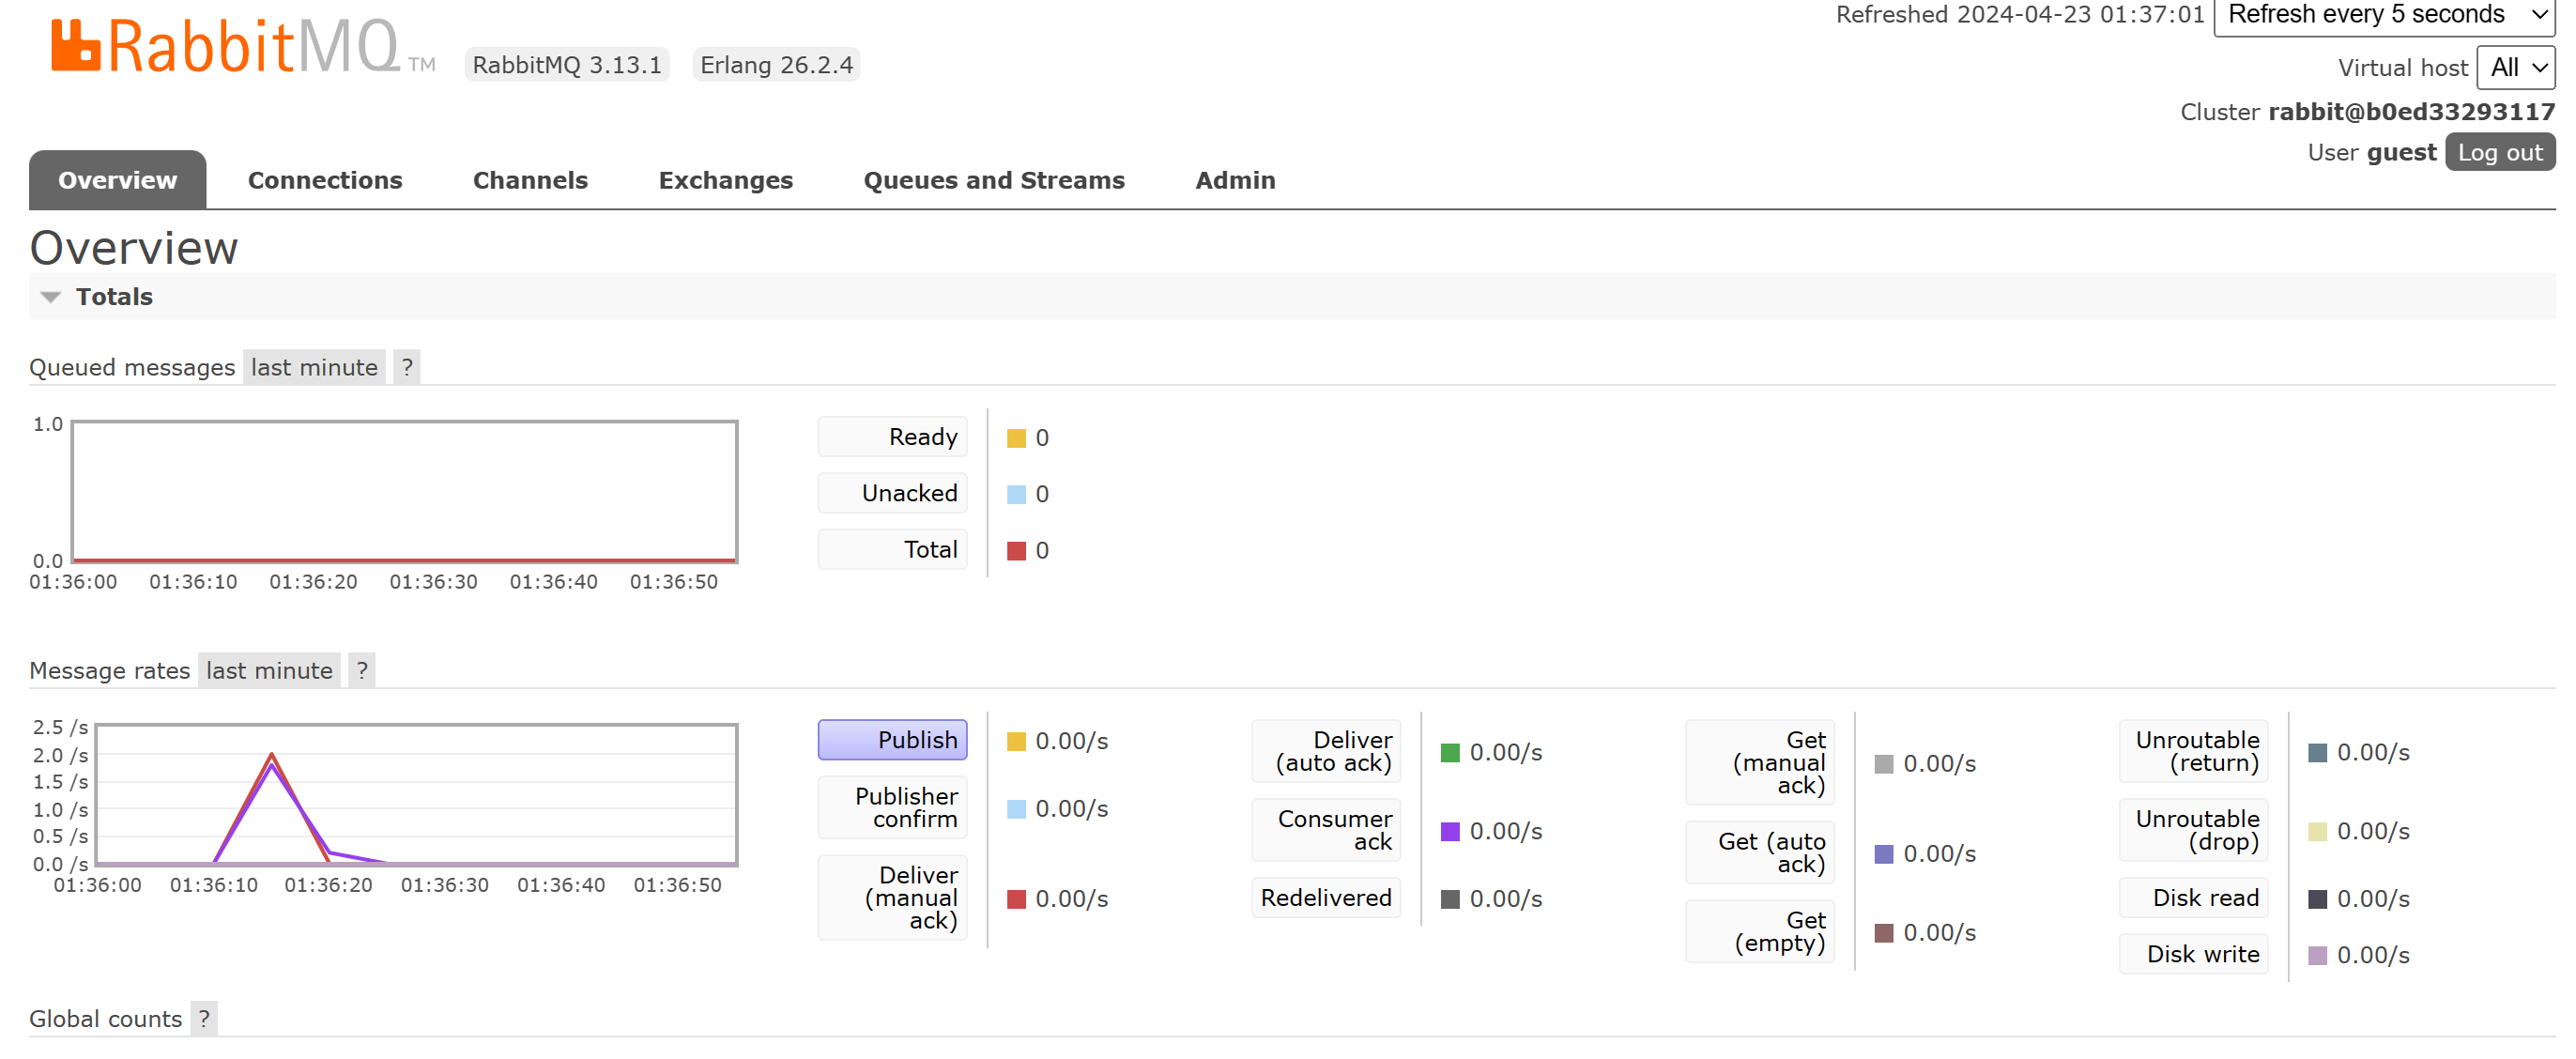 Refreshed 2024-04-23 01:37:01 Refresh every 5 seconds
RabbitMQ TM RabbitMQ 3.13.1 Erlang 26.2.4
Virtual host All
Cluster rabbit@b0ed33293117
User guest Log out
Overview Connections Channels Exchanges Queues and Streams Admin
Overview
Totals
Queued messages last minute ?
1.0
0.0
01:36:00 01:36:10 01:36:20 01:36:30 01:36:40 01:36:50
Ready 0
Unacked 0
Total 0
Message rates last minute ?
2.5 /s
2.0 /s
1.5 /s
1.0 /s
0.5 /s
0.0 /s
01:36:00 01:36:10 01:36:20 01:36:30 01:36:40 01:36:50
Publish 0.00/s
Publisher
confirm 0.00/s
Deliver
(manual
ack) 0.00/s
Deliver
(auto ack) 0.00/s
Consumer
ack 0.00/s
Redelivered 0.00/s
Get
(manual
ack) 0.00/s
Get (auto
ack) 0.00/s
Get
(empty) 0.00/s
Unroutable
(return) 0.00/s
Unroutable
(drop) 0.00/s
Disk read 0.00/s
Disk write 0.00/s
Global counts ?